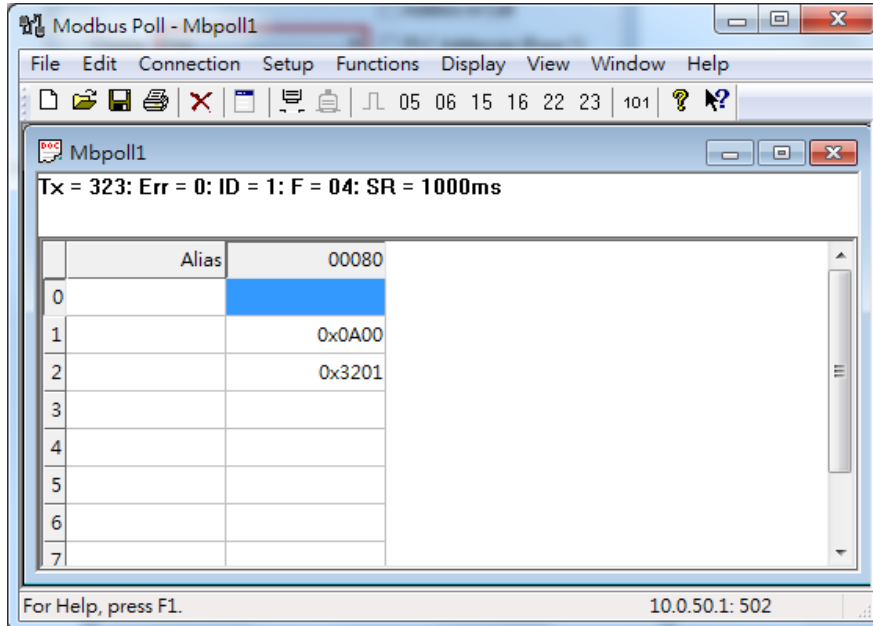 Modbus Poll - Mbpoll1
File Edit Connection Setup Functions Display View Window Help
05 06 15 16 22 23 101
DOC Mbpoll1
Tx = 323: Err = 0: ID = 1: F = 04: SR = 1000ms
Alias 00080
0
1 0x0A00
2 0x3201
3
4
5
6
7
For Help, press F1. 10.0.50.1: 502